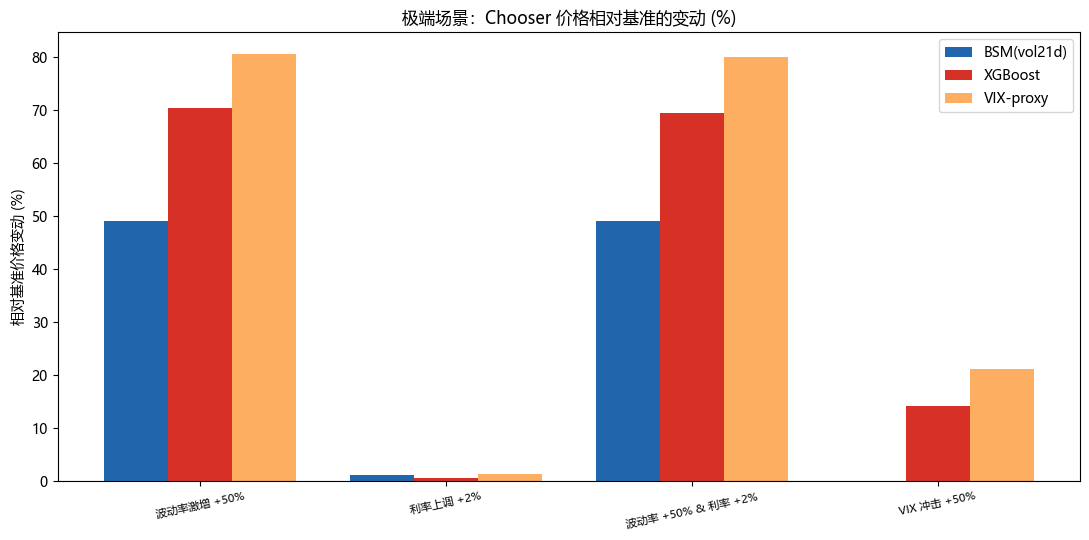 极端场景：Chooser 价格相对基准的变动 (%)
相对基准价格变动 (%)
80
70
60
50
40
30
20
10
0
BSM(vol21d)
XGBoost
VIX-proxy
波动率激增 +50%
利率上调 +2%
波动率 +50% & 利率 +2%
VIX 冲击 +50%